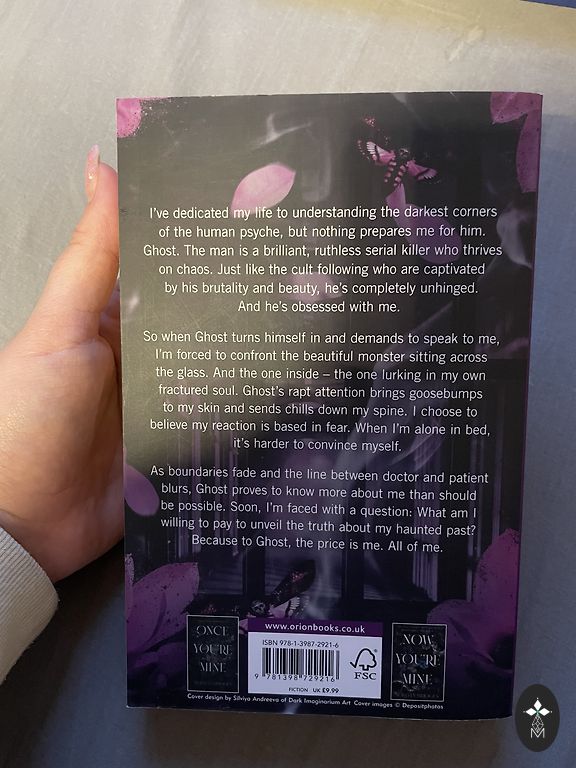 I've dedicated my life to understanding the darkest corners
of the human psyche, but nothing prepares me for him.
Ghost. The man is a brilliant, ruthless serial killer who thrives
on chaos. Just like the cult following who are captivated
by his brutality and beauty, he's completely unhinged.
And he's obsessed with me.
So when Ghost turns himself in and demands to speak to me,
I'm forced to confront the beautiful monster sitting across
the glass. And the one inside – the one lurking in my own
fractured soul. Ghost's rapt attention brings goosebumps
to my skin and sends chills down my spine. I choose to
believe my reaction is based in fear. When I'm alone in bed,
it's harder to convince myself.
As boundaries fade and the line between doctor and patient
blurs, Ghost proves to know more about me than should
be possible. Soon, I'm faced with a question: What am I
willing to pay to unveil the truth about my haunted past?
Because to Ghost, the price is me. All of me.
ONCE
YOU'RE
MINE
www.orionbooks.co.uk
ISBN 978-1-3987-2921-6
9 781398 729216
FSC
FICTION UK £9.99
NOW
YOU'RE
MINE
Cover design by Silviya Andreeva of Dark Imaginarium Art Cover images © Depositphotos